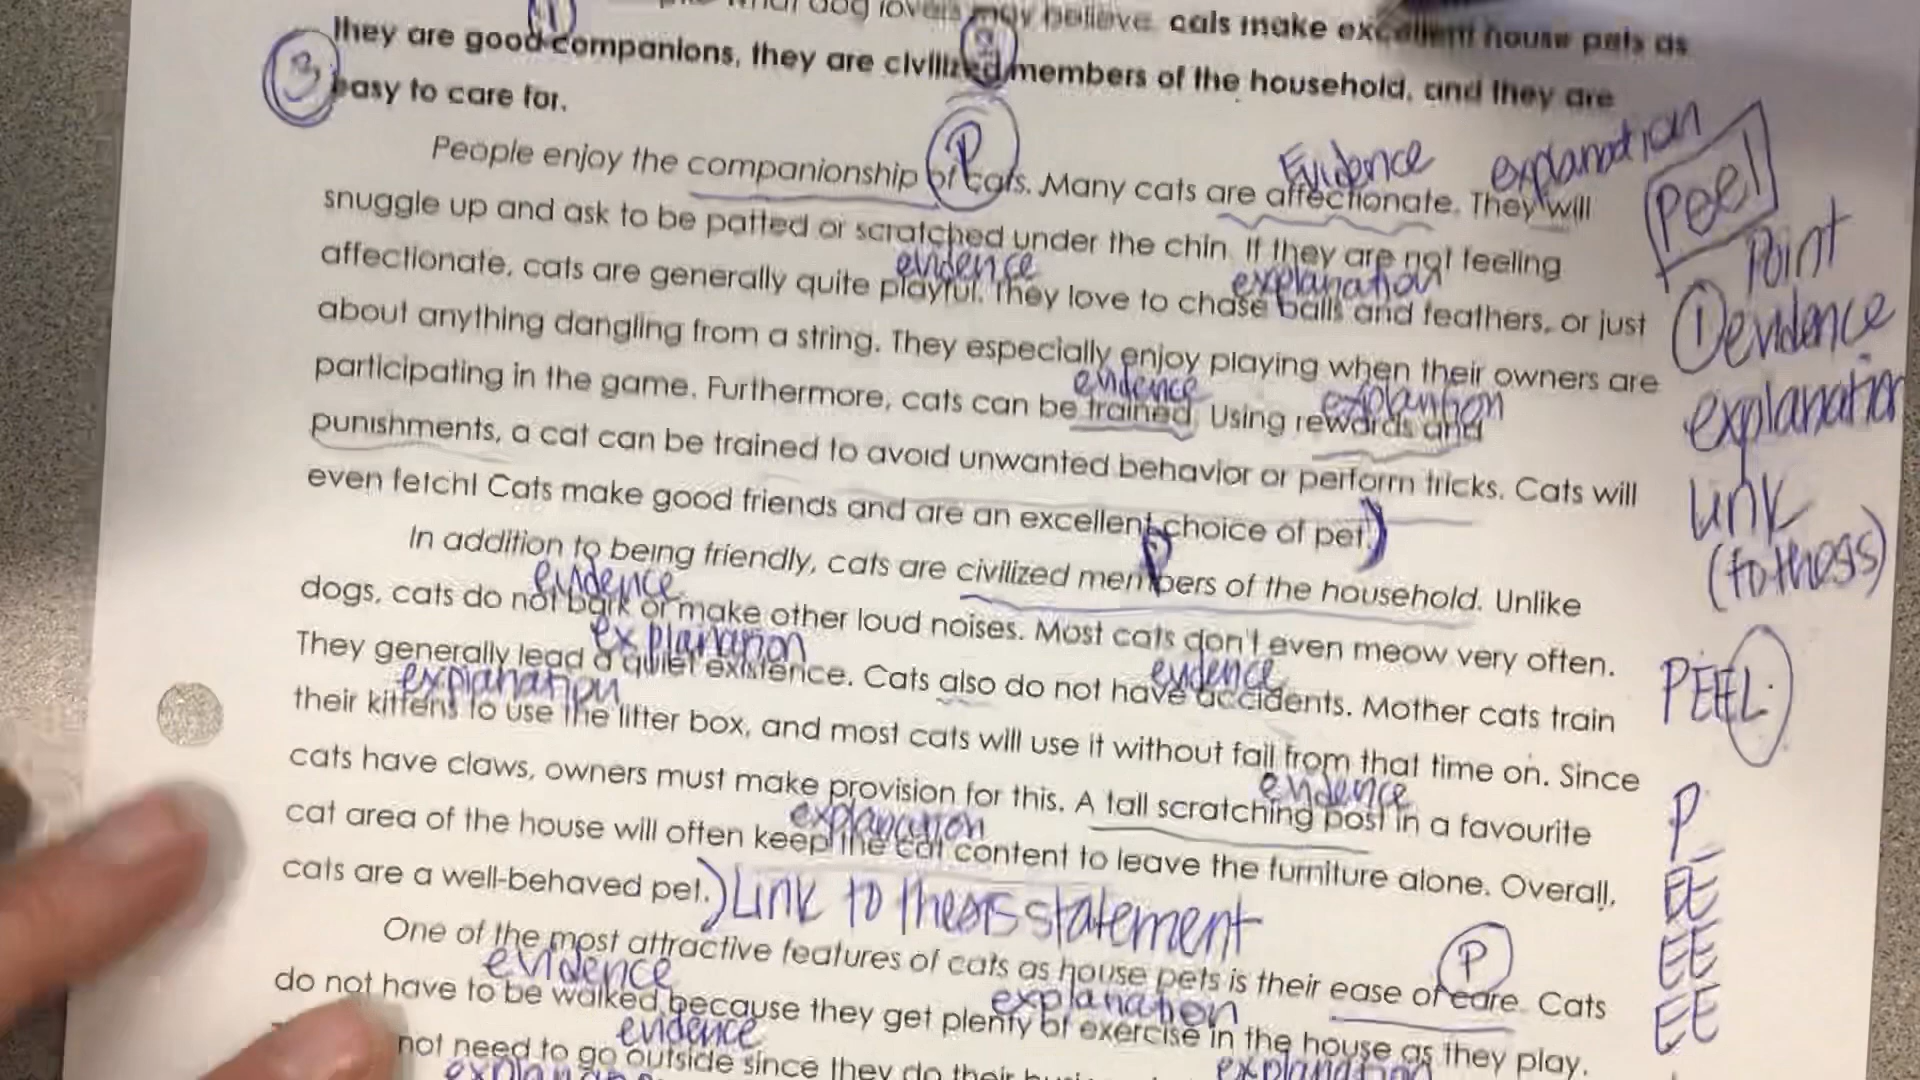 what dog lovers may believe, cats make excellent house pets as
they are good companions, they are civilized members of the household, and they are
easy to care for.
① ② ③
People enjoy the companionship of cats. Many cats are affectionate. They will
snuggle up and ask to be patted or scratched under the chin. If they are not feeling
affectionate, cats are generally quite playful. They love to chase balls and feathers, or just
about anything dangling from a string. They especially enjoy playing when their owners are
participating in the game. Furthermore, cats can be trained. Using rewards and
punishments, a cat can be trained to avoid unwanted behavior or perform tricks. Cats will
even fetch! Cats make good friends and are an excellent choice of pet.
P Evidence explanation
evidence explanation
evidence explantion
In addition to being friendly, cats are civilized members of the household. Unlike
dogs, cats do not bark or make other loud noises. Most cats don't even meow very often.
They generally lead a quiet existence. Cats also do not have accidents. Mother cats train
their kittens to use the litter box, and most cats will use it without fail from that time on. Since
cats have claws, owners must make provision for this. A tall scratching post in a favourite
cat area of the house will often keep the cat content to leave the furniture alone. Overall,
cats are a well-behaved pet.
P
evidence
explanation evidence
explanation
evidence
explanation
Link to thesis statement
One of the most attractive features of cats as house pets is their ease of care. Cats
do not have to be walked because they get plenty of exercise in the house as they play.
not need to go outside since they do their
P
evidence explanation
evidence
explanation
Peel
Point
① evidence
explanation
Link
(to thesis)
PEEL
P
EE
EE
EE